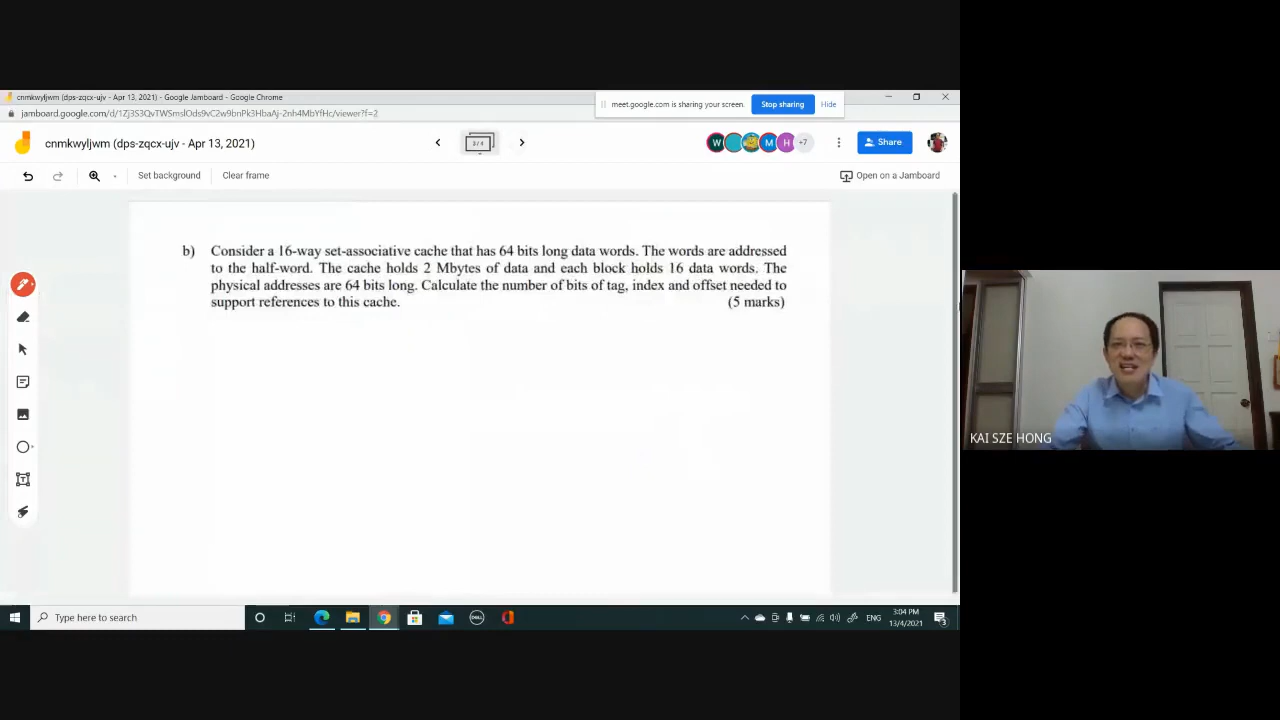 cnmkwyljwm (dps-zqcx-ujv - Apr 13, 2021) - Google Jamboard - Google Chrome
meet.google.com is sharing your screen.
Stop sharing
Hide
cnmkwyljwm (dps-zqcx-ujv - Apr 13, 2021)
3 / 4
W
M
H
+7
Share
Set background
Clear frame
Open on a Jamboard
b) Consider a 16-way set-associative cache that has 64 bits long data words. The words are addressed
to the half-word. The cache holds 2 Mbytes of data and each block holds 16 data words. The
physical addresses are 64 bits long. Calculate the number of bits of tag, index and offset needed to
support references to this cache. (5 marks)
KAI SZE HONG
Type here to search
DELL
ENG
3:04 PM
13/4/2021
3